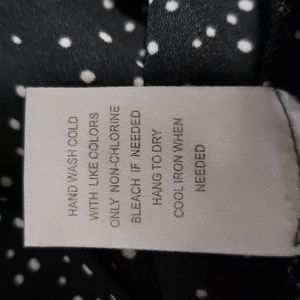 HAND WASH COLD
WITH LIKE COLORS
ONLY NON-CHLORINE
BLEACH IF NEEDED
HANG TO DRY
COOL IRON WHEN
NEEDED